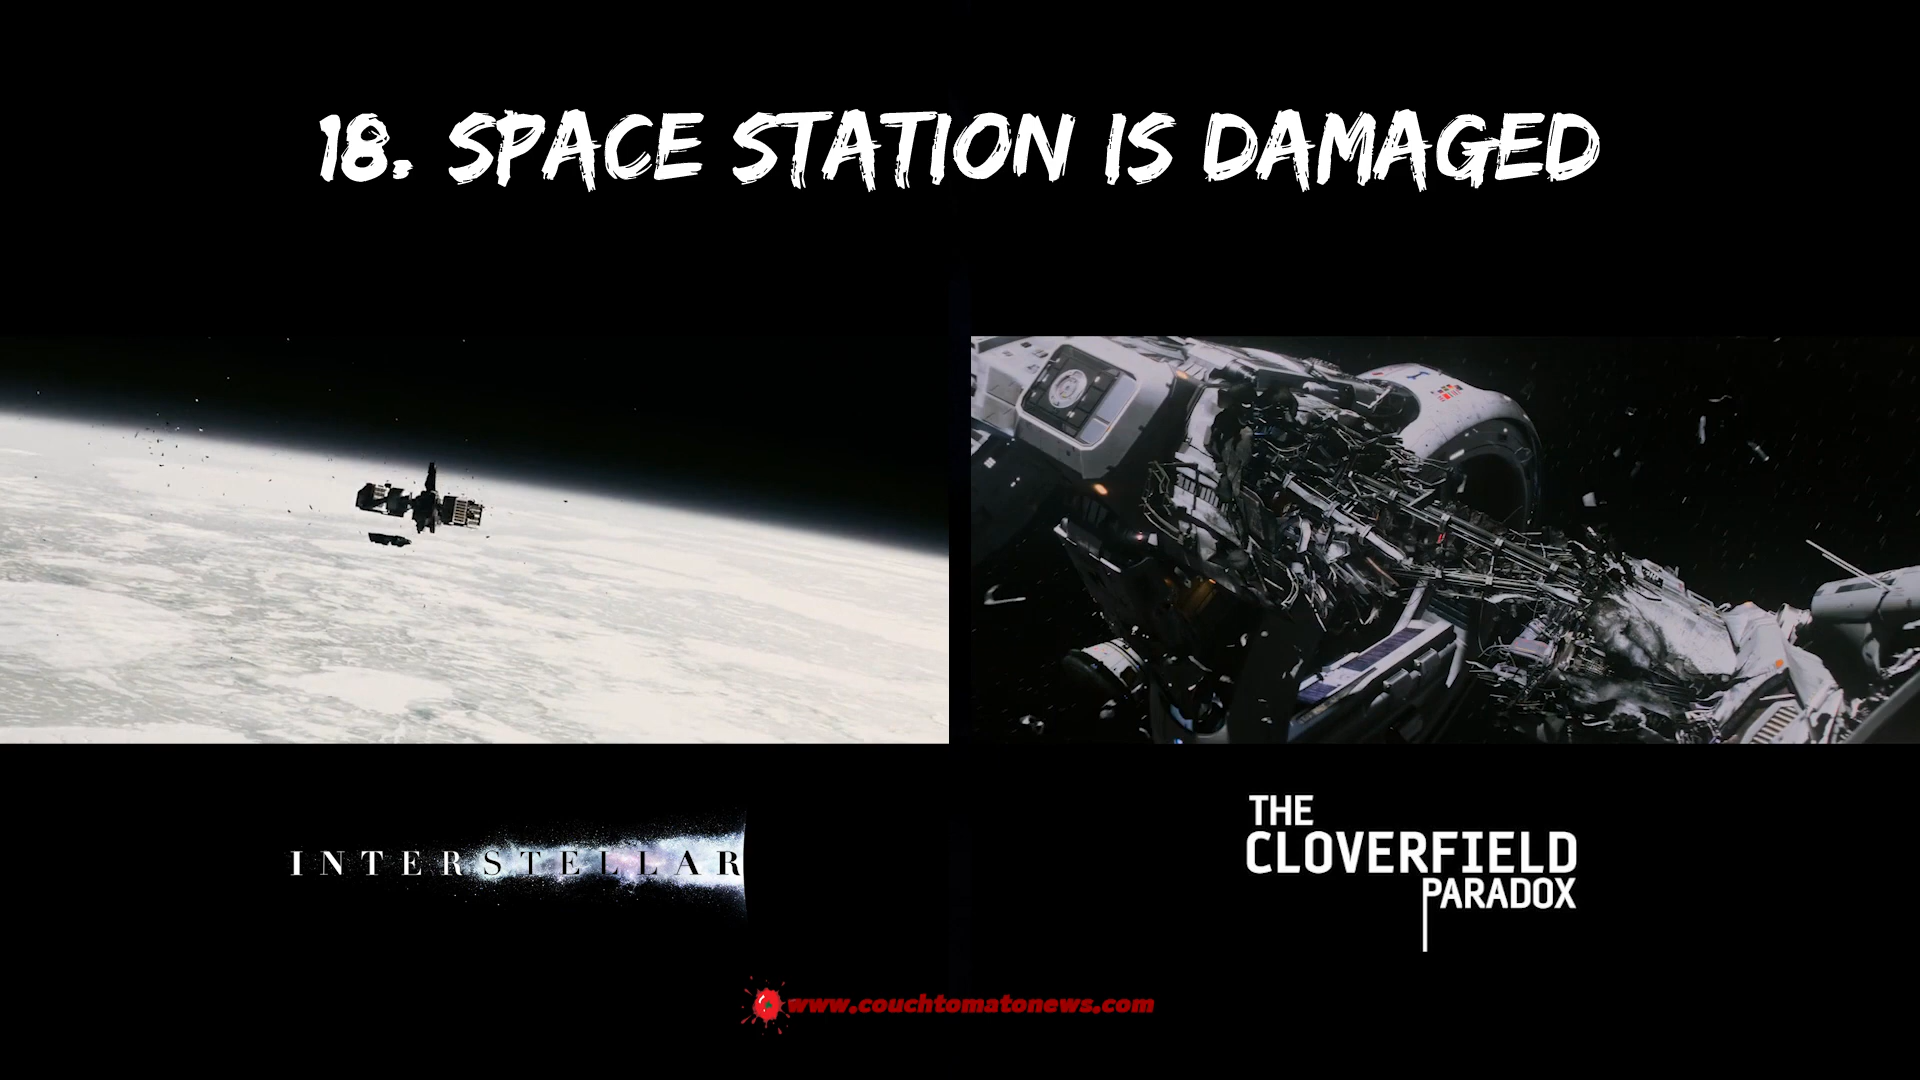 18. SPACE STATION IS DAMAGED
INTERSTELLAR
THE
CLOVERFIELD
PARADOX
www.couchtomatonews.com